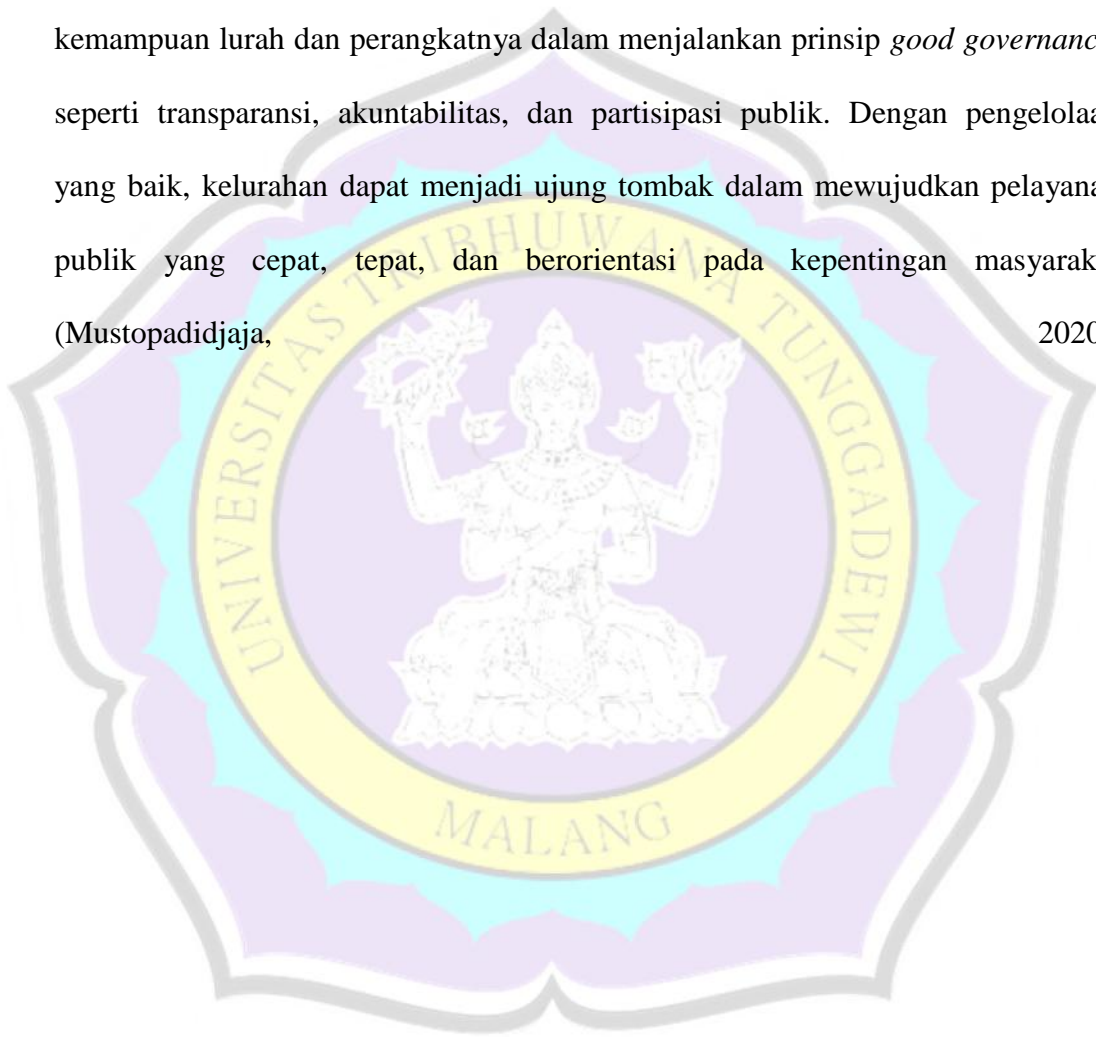 kemampuan lurah dan perangkatnya dalam menjalankan prinsip good governanc
seperti transparansi, akuntabilitas, dan partisipasi publik. Dengan pengelolaa
yang baik, kelurahan dapat menjadi ujung tombak dalam mewujudkan pelayana
publik yang cepat, tepat, dan berorientasi pada kepentingan masyarak
(Mustopadidjaja, 2020
UNIVERSITAS TRIBHUWANA TUNGGADEWI
MALANG